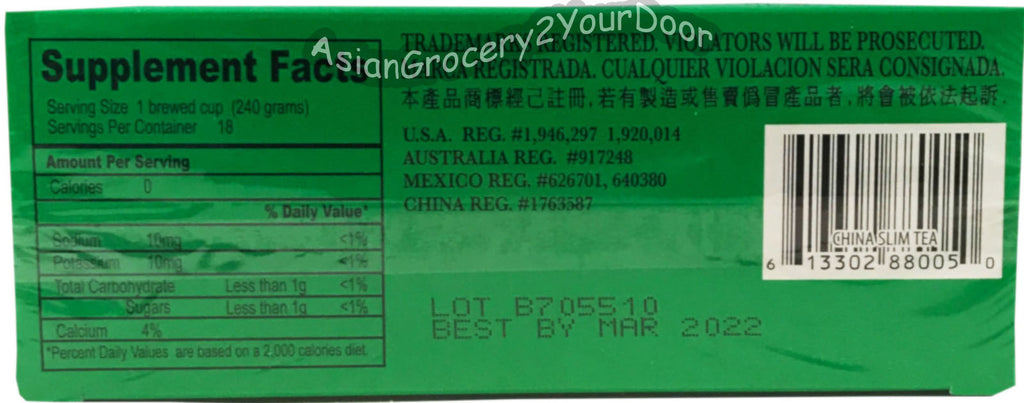 AsianGrocery2YourDoor
Supplement Facts
Serving Size 1 brewed cup (240 grams)
Servings Per Container 18
Amount Per Serving
Calories 0
% Daily Value*
Sodium 10mg <1%
Potassium 10mg <1%
Total Carbohydrate Less than 1g <1%
Sugars Less than 1g <1%
Calcium 4%
*Percent Daily Values are based on a 2,000 calories diet.
TRADEMARK REGISTERED. VIOLATORS WILL BE PROSECUTED.
MARCA REGISTRADA. CUALQUIER VIOLACION SERA CONSIGNADA.
本產品商標經己註冊,若有製造或售賣僞冒產品者,將會被依法起訴.
U.S.A. REG. #1,946,297 1,920,014
AUSTRALIA REG. #917248
MEXICO REG. #626701, 640380
CHINA REG. #1763587
LOT B705510
BEST BY MAR 2022
CHINA SLIM TEA
6 13302 88005 0